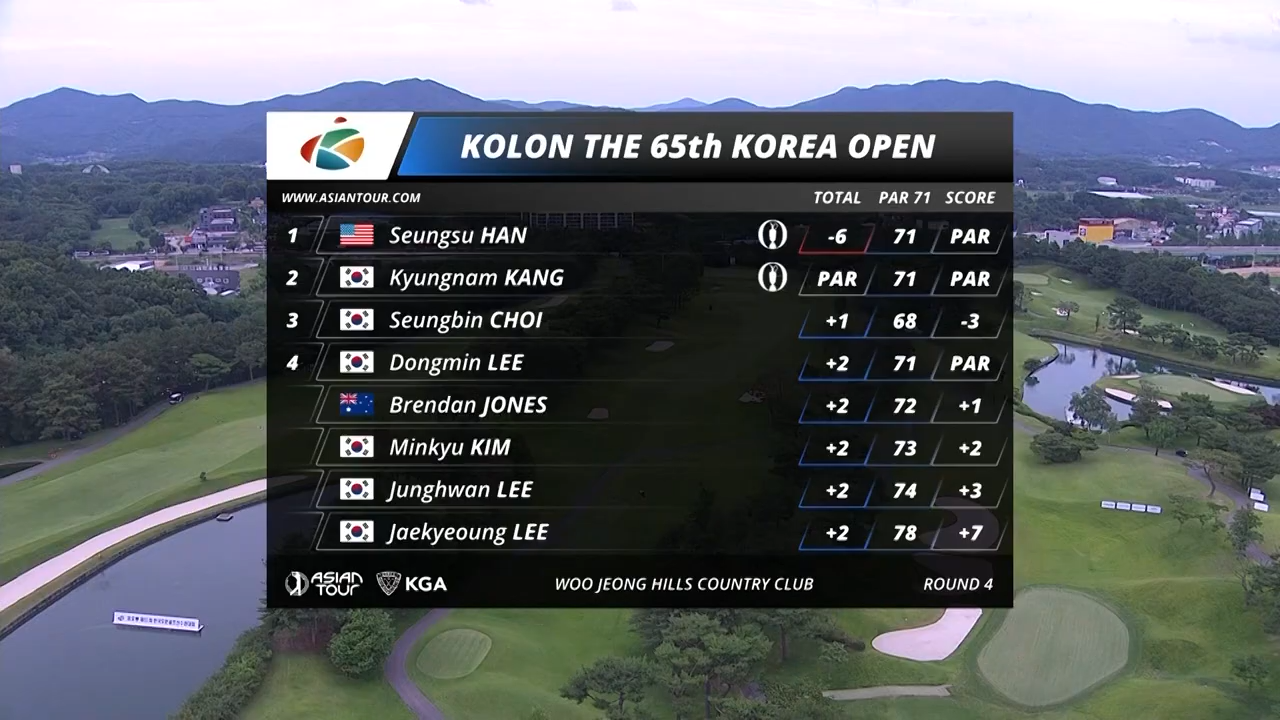 KOLON THE 65th KOREA OPEN
WWW.ASIANTOUR.COM TOTAL PAR 71 SCORE
1 Seungsu HAN -6 71 PAR
2 Kyungnam KANG PAR 71 PAR
3 Seungbin CHOI +1 68 -3
4 Dongmin LEE +2 71 PAR
Brendan JONES +2 72 +1
Minkyu KIM +2 73 +2
Junghwan LEE +2 74 +3
Jaekyeoung LEE +2 78 +7
ASIAN TOUR KGA WOO JEONG HILLS COUNTRY CLUB ROUND 4